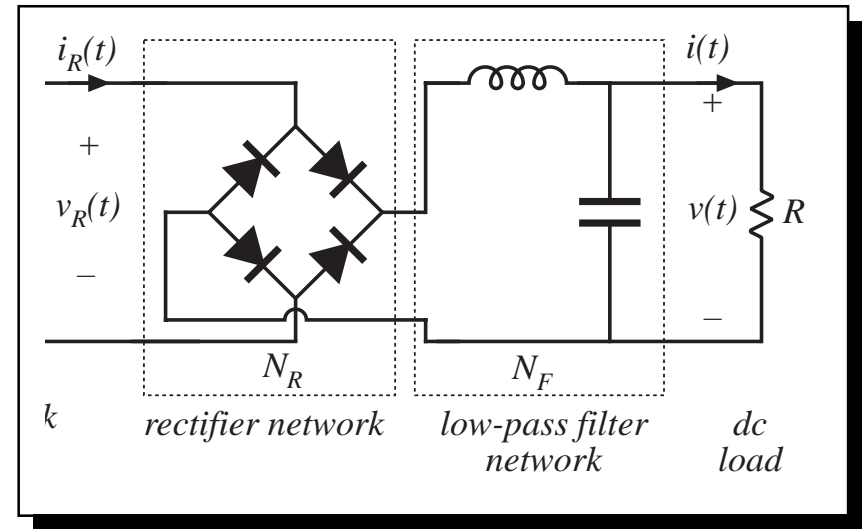 i_R(t)
i(t)
+
+
v_R(t)
v(t)
R
−
−
N_R
N_F
k
rectifier network
low-pass filter
network
dc
load